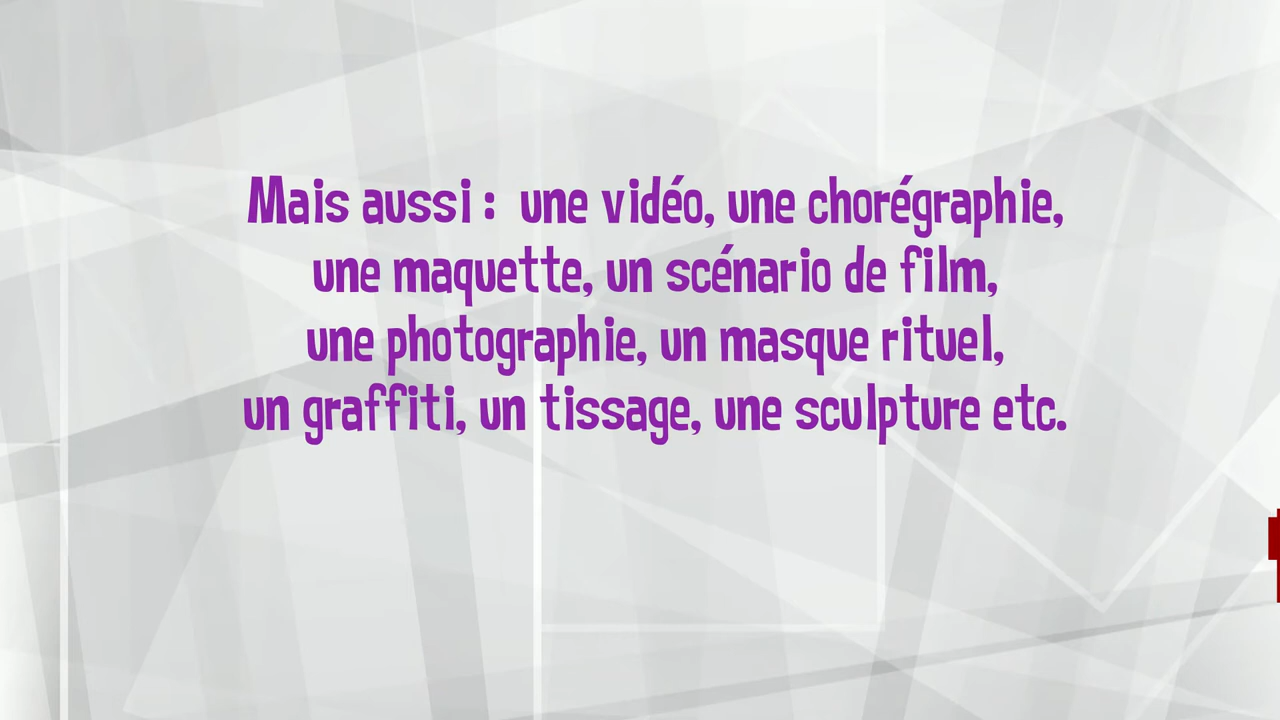 Mais aussi : une vidéo, une chorégraphie,
une maquette, un scénario de film,
une photographie, un masque rituel,
un graffiti, un tissage, une sculpture etc.